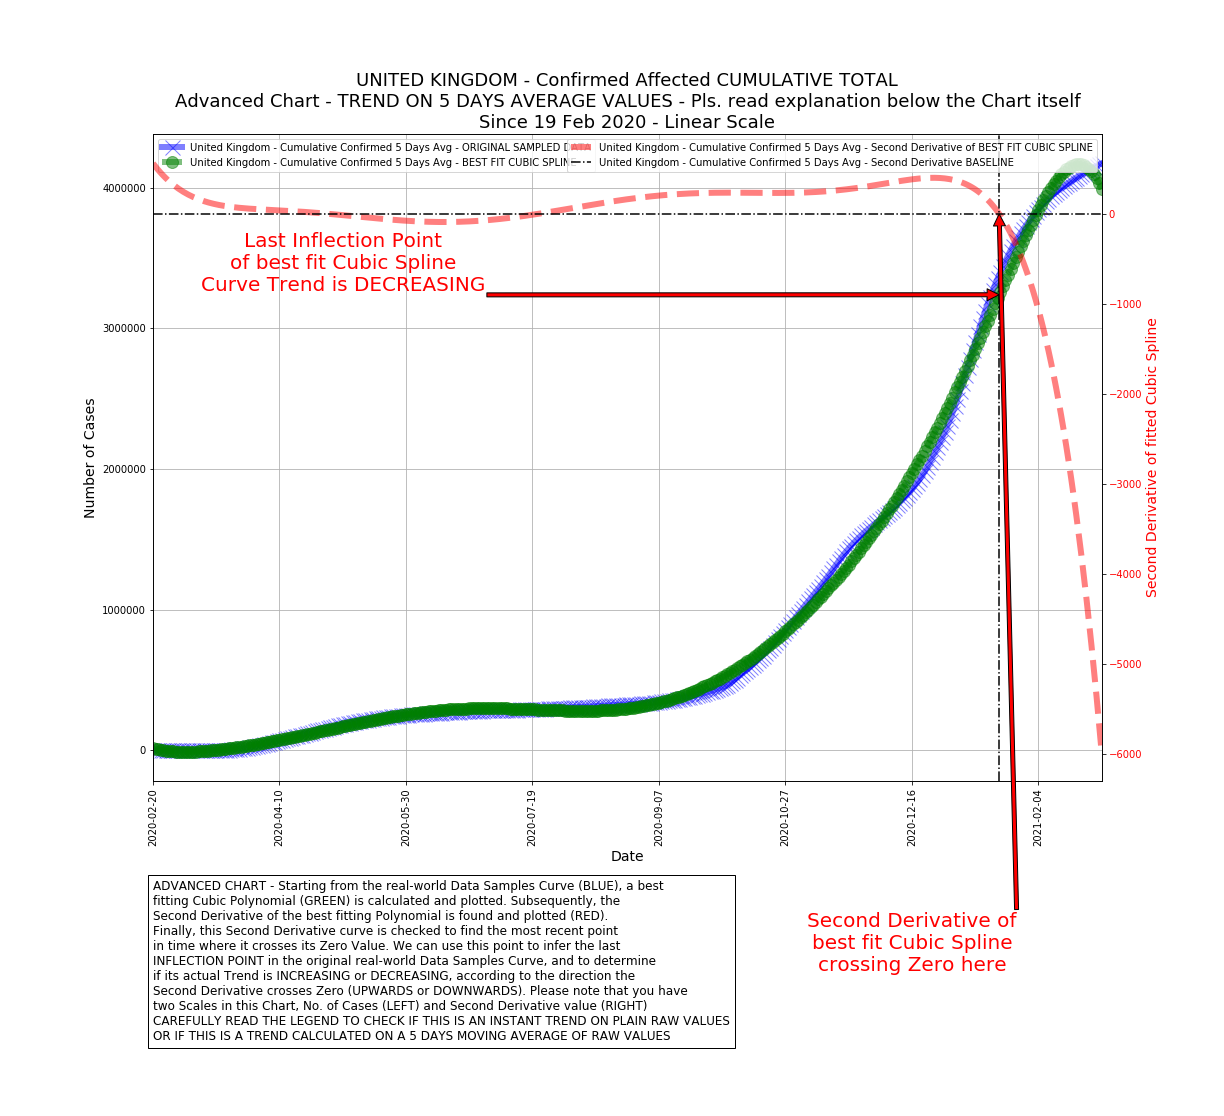 UNITED KINGDOM - Confirmed Affected CUMULATIVE TOTAL
Advanced Chart - TREND ON 5 DAYS AVERAGE VALUES - Pls. read explanation below the Chart itself
Since 19 Feb 2020 - Linear Scale
United Kingdom - Cumulative Confirmed 5 Days Avg - ORIGINAL SAMPLED DATA
United Kingdom - Cumulative Confirmed 5 Days Avg - BEST FIT CUBIC SPLINE
United Kingdom - Cumulative Confirmed 5 Days Avg - Second Derivative of BEST FIT CUBIC SPLINE
United Kingdom - Cumulative Confirmed 5 Days Avg - Second Derivative BASELINE
Last Inflection Point
of best fit Cubic Spline
Curve Trend is DECREASING
Number of Cases
4000000
3000000
2000000
1000000
0
0
−1000
−2000
−3000
−4000
−5000
−6000
Second Derivative of fitted Cubic Spline
2020-02-20
2020-04-10
2020-05-30
2020-07-19
2020-09-07
2020-10-27
2020-12-16
2021-02-04
Date
ADVANCED CHART - Starting from the real-world Data Samples Curve (BLUE), a best
fitting Cubic Polynomial (GREEN) is calculated and plotted. Subsequently, the
Second Derivative of the best fitting Polynomial is found and plotted (RED).
Finally, this Second Derivative curve is checked to find the most recent point
in time where it crosses its Zero Value. We can use this point to infer the last
INFLECTION POINT in the original real-world Data Samples Curve, and to determine
if its actual Trend is INCREASING or DECREASING, according to the direction the
Second Derivative crosses Zero (UPWARDS or DOWNWARDS). Please note that you have
two Scales in this Chart, No. of Cases (LEFT) and Second Derivative value (RIGHT)
CAREFULLY READ THE LEGEND TO CHECK IF THIS IS AN INSTANT TREND ON PLAIN RAW VALUES
OR IF THIS IS A TREND CALCULATED ON A 5 DAYS MOVING AVERAGE OF RAW VALUES
Second Derivative of
best fit Cubic Spline
crossing Zero here